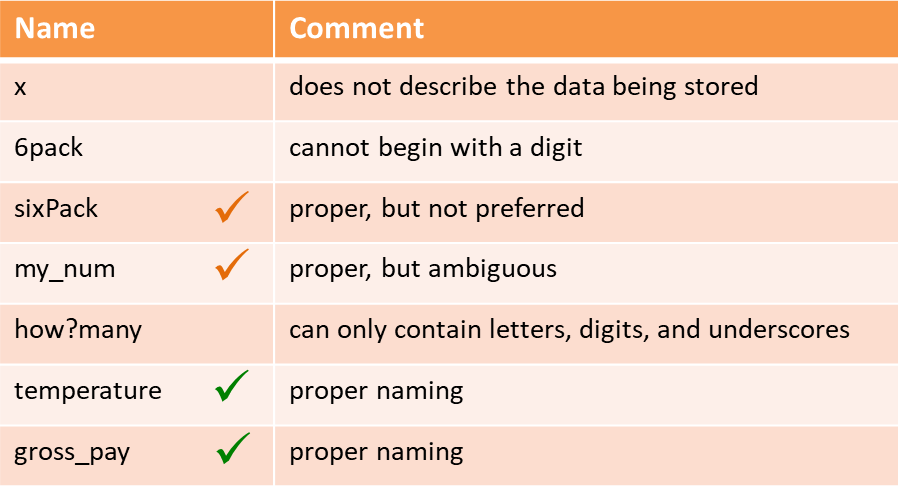 Name Comment
x does not describe the data being stored
6pack cannot begin with a digit
sixPack proper, but not preferred
my_num proper, but ambiguous
how?many can only contain letters, digits, and underscores
temperature proper naming
gross_pay proper naming